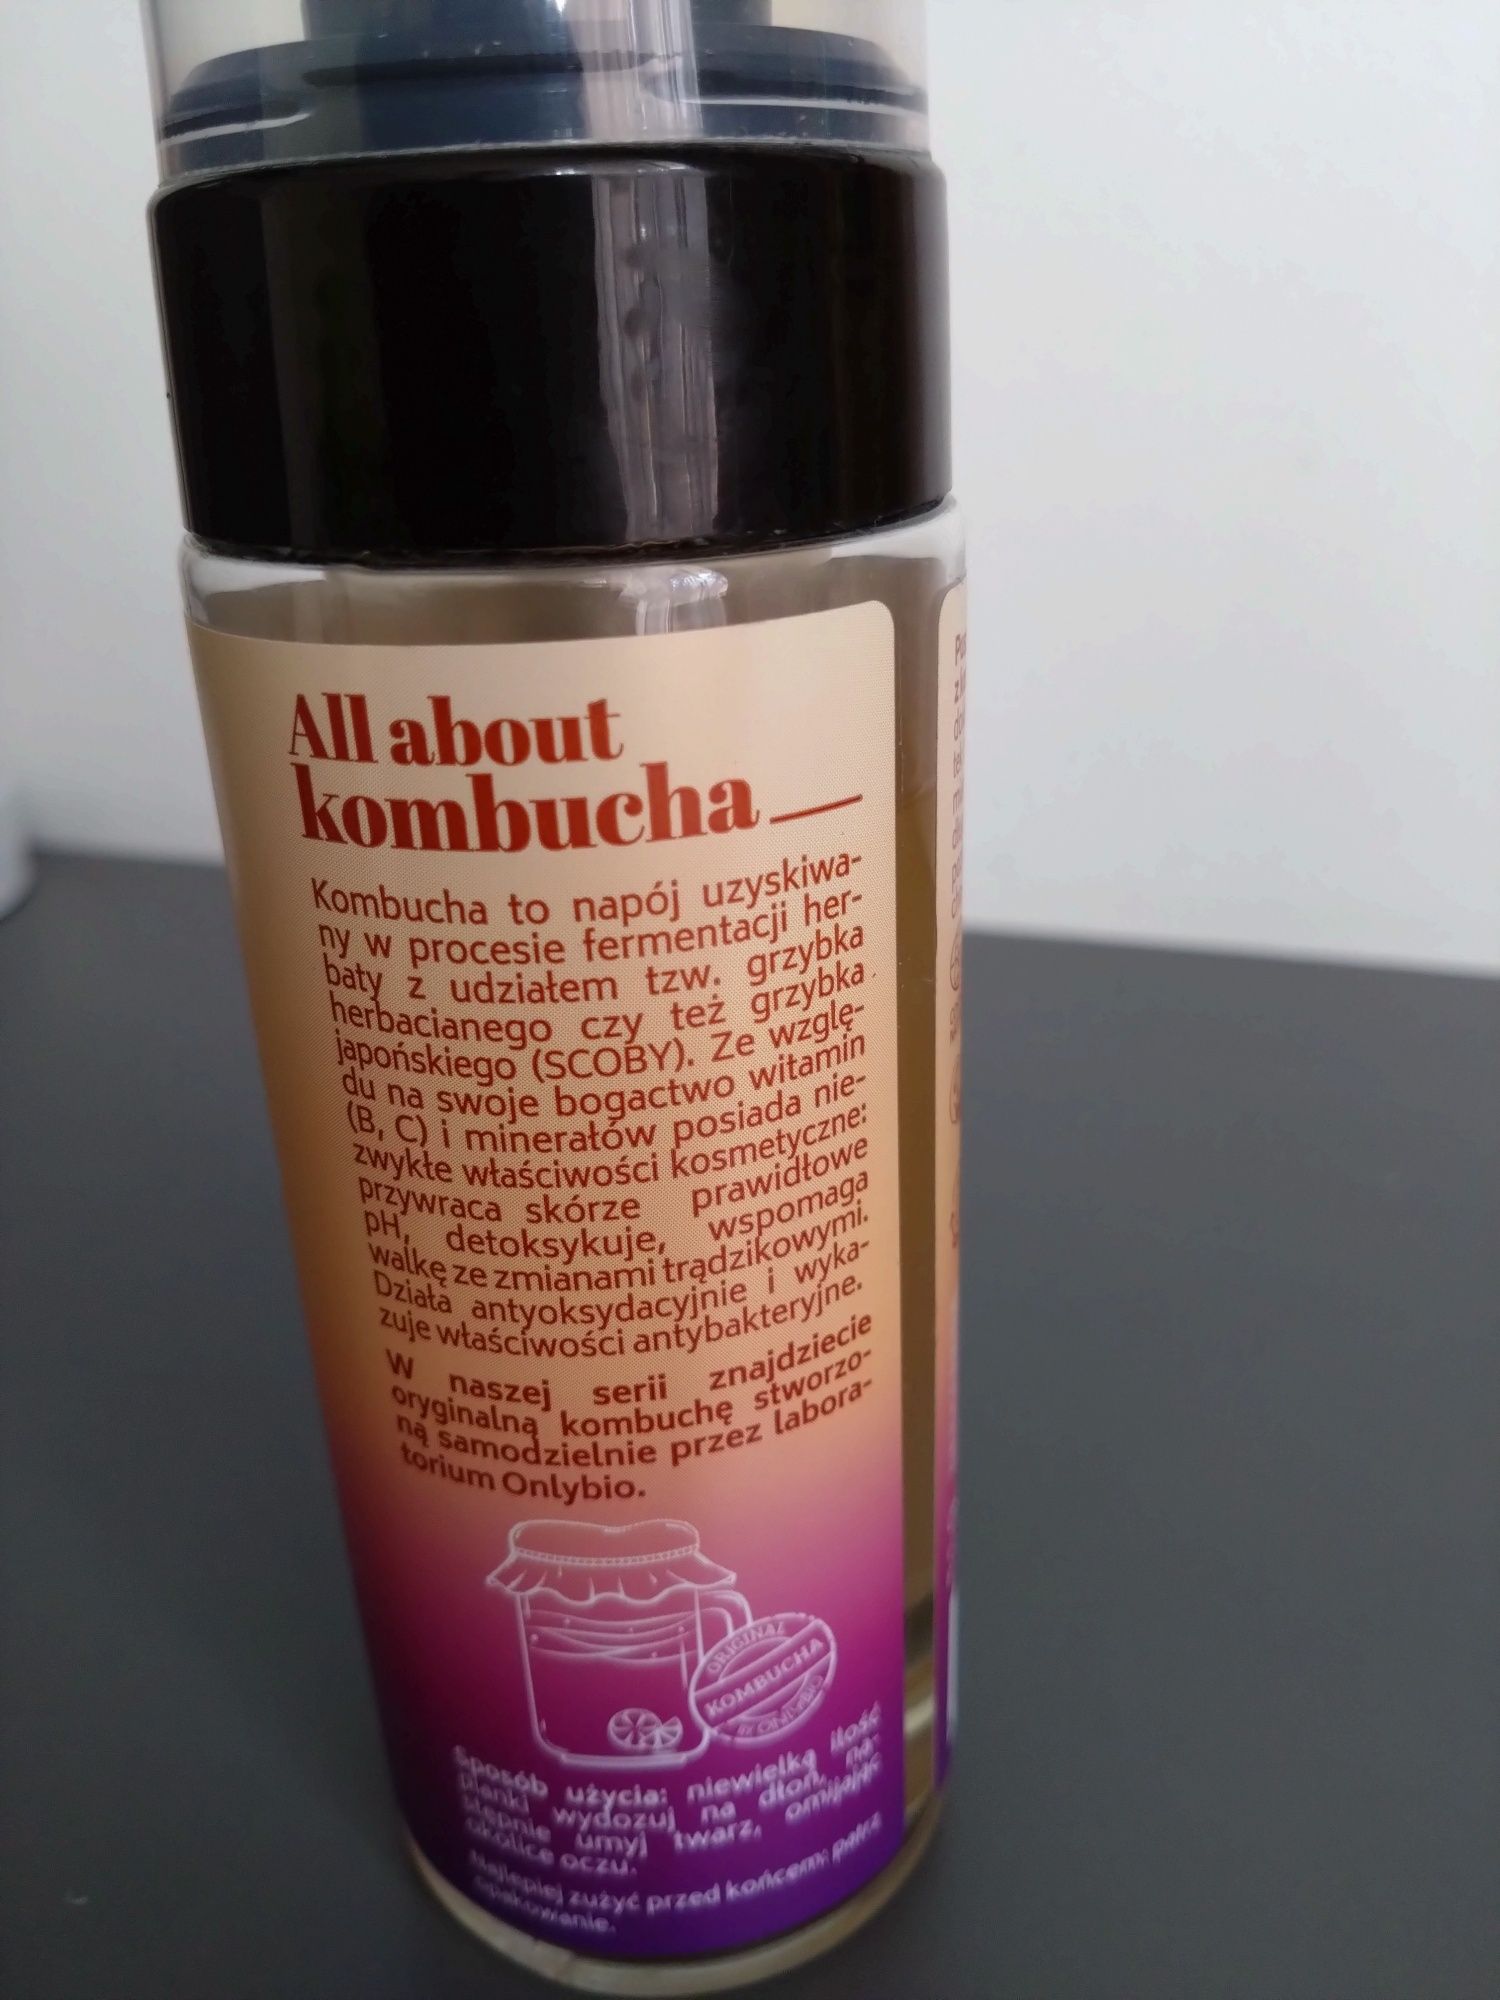 All about
kombucha
Kombucha to napój uzyskiwa-
ny w procesie fermentacji her-
baty z udziałem tzw. grzybka
herbacianego czy też grzybka
japońskiego (SCOBY). Ze wzglę-
du na swoje bogactwo witamin
(B, C) i minerałów posiada nie-
zwykłe właściwości kosmetyczne:
przywraca skórze prawidłowe
pH, detoksykuje, wspomaga
walkę ze zmianami trądzikowymi.
Działa antyoksydacyjnie i wyka-
zuje właściwości antybakteryjne.
W naszej serii znajdziecie
oryginalną kombuchę stworzo-
ną samodzielnie przez labora-
torium Onlybio.
ORIGINAL
KOMBUCHA
BY ONLYBIO
Sposób użycia: niewielką ilość
pianki wydozuj na dłoń, na-
stępnie umyj twarz, omijając
okolice oczu.
Najlepiej zużyć przed końcem: patrz
opakowanie.